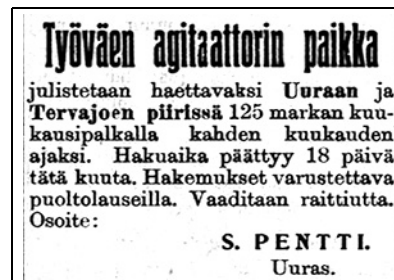 Työväen agitaattorin paikka
julistetaan haettavaksi Uuraan ja
Tervajoen piirissä 125 markan kuu-
kausipalkalla kahden kuukauden
ajaksi. Hakuaika päättyy 18 päivä
tätä kuuta. Hakemukset varustettava
puoltolauseilla. Vaaditaan raittiutta.
Osoite:
S. PENTTI.
Uuras.